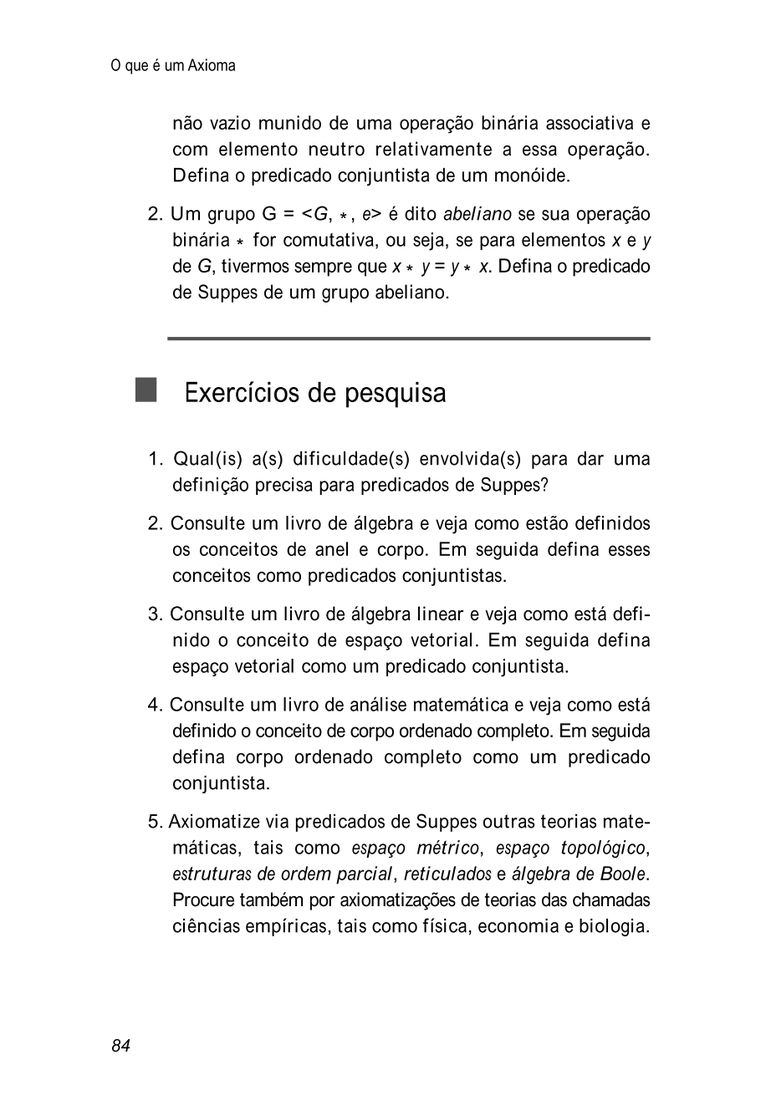 O que é um Axioma
não vazio munido de uma operação binária associativa e
com elemento neutro relativamente a essa operação.
Defina o predicado conjuntista de um monóide.
2. Um grupo G = <G, *, e> é dito abeliano se sua operação
binária * for comutativa, ou seja, se para elementos x e y
de G, tivermos sempre que x * y = y * x. Defina o predicado
de Suppes de um grupo abeliano.
Exercícios de pesquisa
1. Qual(is) a(s) dificuldade(s) envolvida(s) para dar uma
definição precisa para predicados de Suppes?
2. Consulte um livro de álgebra e veja como estão definidos
os conceitos de anel e corpo. Em seguida defina esses
conceitos como predicados conjuntistas.
3. Consulte um livro de álgebra linear e veja como está defi-
nido o conceito de espaço vetorial. Em seguida defina
espaço vetorial como um predicado conjuntista.
4. Consulte um livro de análise matemática e veja como está
definido o conceito de corpo ordenado completo. Em seguida
defina corpo ordenado completo como um predicado
conjuntista.
5. Axiomatize via predicados de Suppes outras teorias mate-
máticas, tais como espaço métrico, espaço topológico,
estruturas de ordem parcial, reticulados e álgebra de Boole.
Procure também por axiomatizações de teorias das chamadas
ciências empíricas, tais como física, economia e biologia.
84